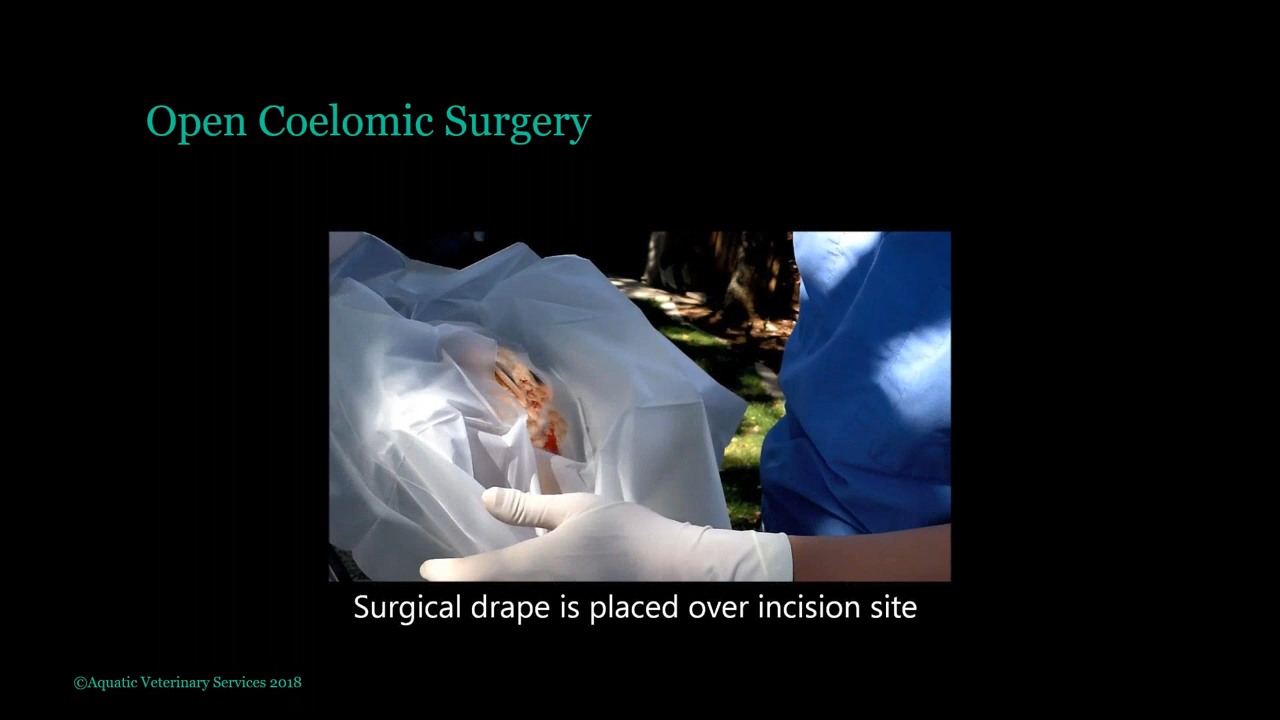 Open Coelomic Surgery
Surgical drape is placed over incision site
©Aquatic Veterinary Services 2018